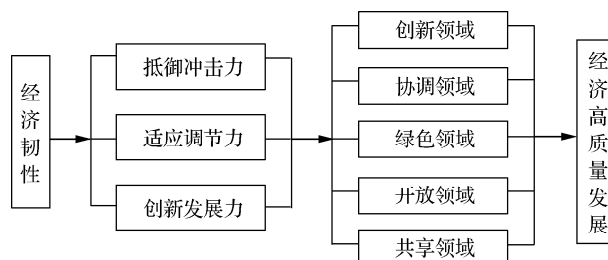 经济韧性
抵御冲击力
适应调节力
创新发展力
创新领域
协调领域
绿色领域
开放领域
共享领域
经济高质量发展